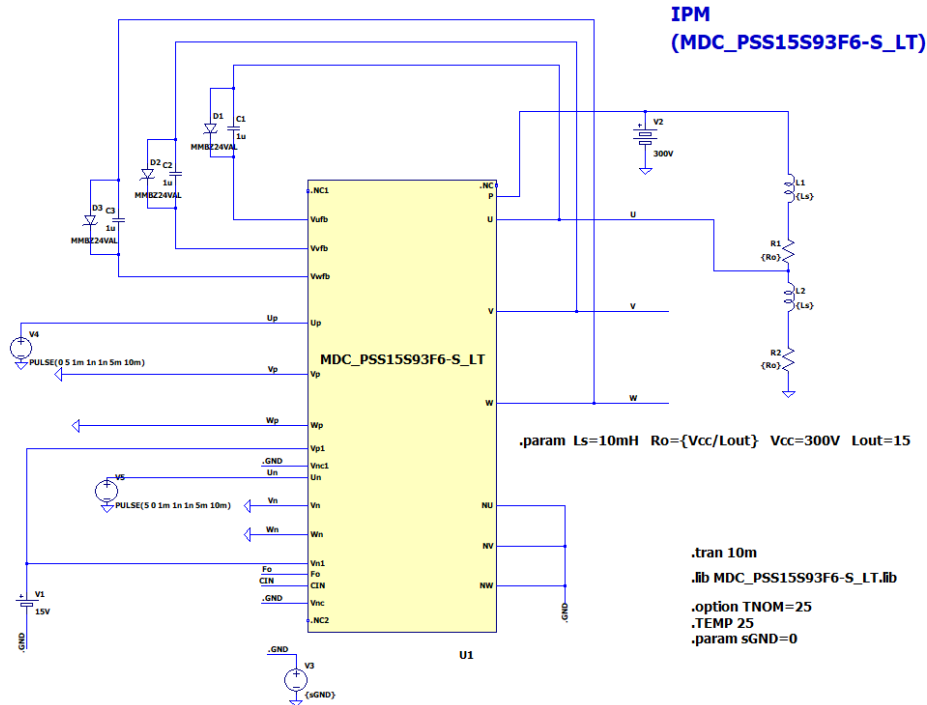 IPM
(MDC_PSS15S93F6-S_LT)
D1
C1
1u
MMBZ24VAL
D2
C2
1u
MMBZ24VAL
D3
C3
1u
MMBZ24VAL
V2
300V
.NC1
.NC
P
Vufb
U
U
Vvfb
Vwfb
L1
{Ls}
R1
{Ro}
L2
{Ls}
R2
{Ro}
V4
PULSE(0 5 1m 1n 1n 5m 10m)
Up
Up
V
V
MDC_PSS15S93F6-S_LT
Vp
Vp
W
W
Wp
Wp
Vp1
.GND
Vnc1
Un
Un
V5
PULSE(5 0 1m 1n 1n 5m 10m)
Vn
Vn
NU
Wn
Wn
NV
Vn1
Fo
Fo
CIN
CIN
NW
.GND
Vnc
.NC2
.GND
V1
15V
.GND
U1
.GND
V3
{sGND}
.param Ls=10mH Ro={Vcc/Lout} Vcc=300V Lout=15
.tran 10m
.lib MDC_PSS15S93F6-S_LT.lib
.option TNOM=25
.TEMP 25
.param sGND=0